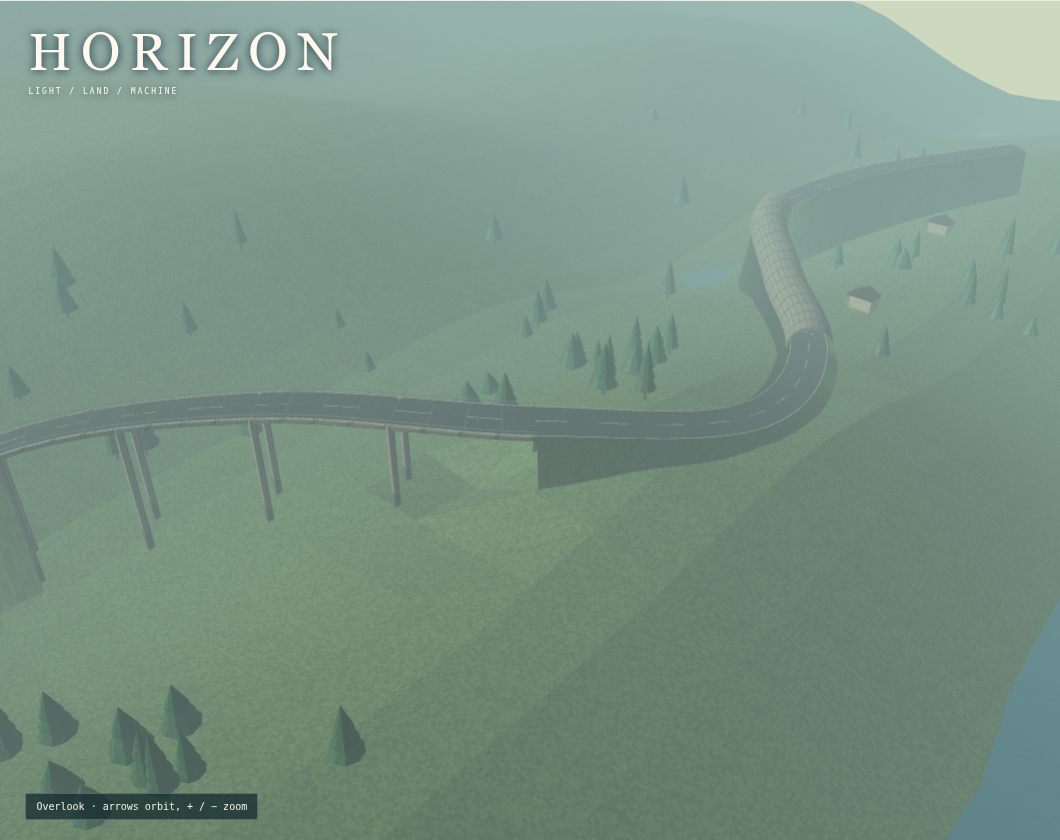 HORIZON
LIGHT / LAND / MACHINE
Overlook · arrows orbit, + / − zoom